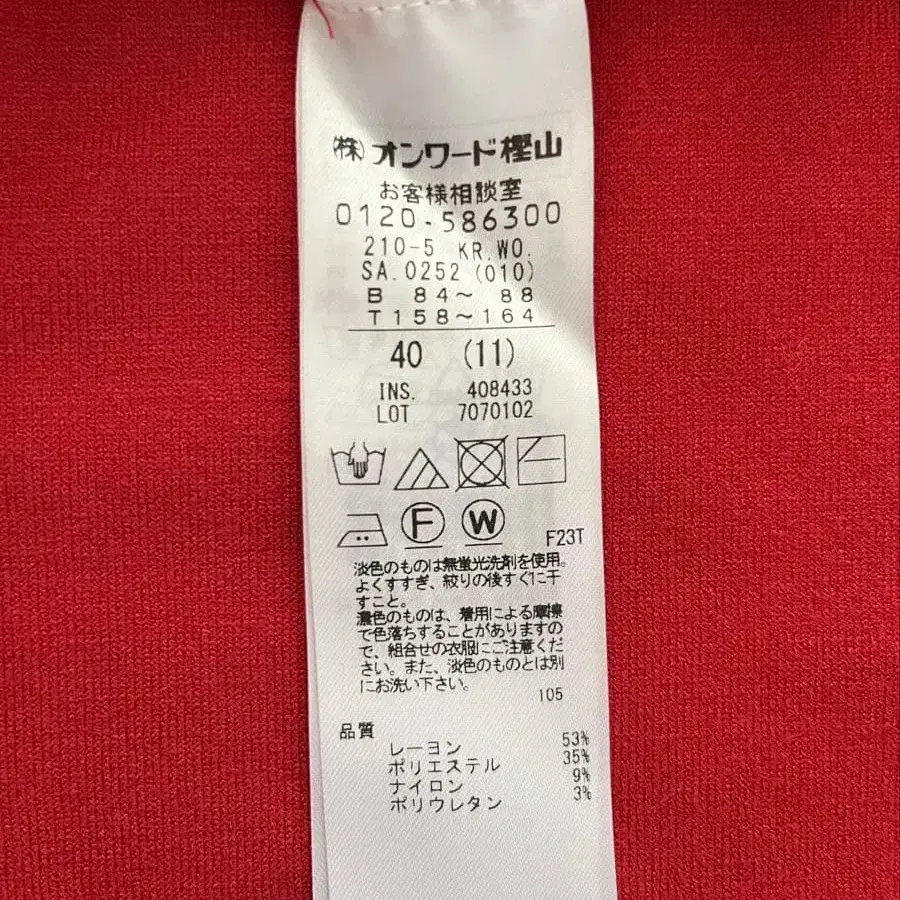 (株)オンワード樫山
お客様相談室
0120-586300
210-5 KR.WO.
SA.0252 (010)
B 84～ 88
T158～164
40 (11)
INS. 408433
LOT 7070102
F W
F23T
淡色のものは無蛍光洗剤を使用。
よくすすぎ、絞りの後すぐに干
すこと。
濃色のものは、着用による摩擦
で色落ちすることがありますの
で、組合せの衣服にご注意くだ
さい。また、淡色のものとは別
にお洗い下さい。
105
品質
レーヨン 53%
ポリエステル 35%
ナイロン 9%
ポリウレタン 3%